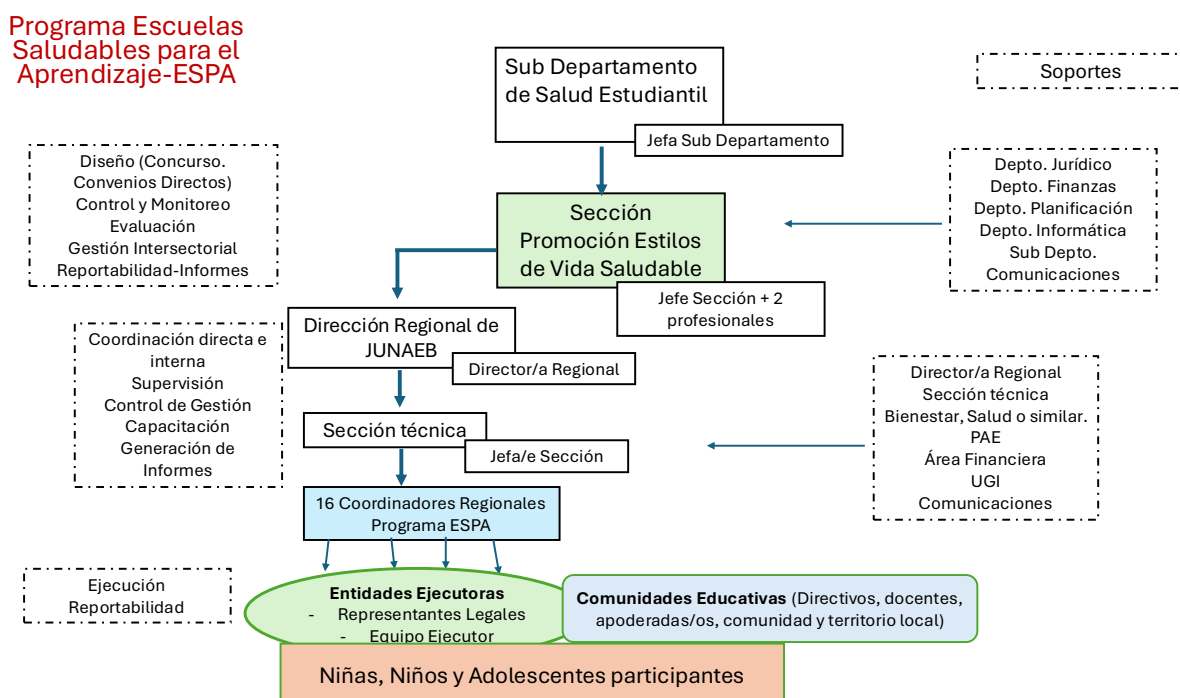 Programa Escuelas
Saludables para el
Aprendizaje-ESPA
Sub Departamento
de Salud Estudiantil
Jefa Sub Departamento
Soportes
Diseño (Concurso.
Convenios Directos)
Control y Monitoreo
Evaluación
Gestión Intersectorial
Reportabilidad-Informes
Sección
Promoción Estilos
de Vida Saludable
Jefe Sección + 2
profesionales
Depto. Jurídico
Depto. Finanzas
Depto. Planificación
Depto. Informática
Sub Depto.
Comunicaciones
Dirección Regional de
JUNAEB
Director/a Regional
Coordinación directa e
interna
Supervisión
Control de Gestión
Capacitación
Generación de
Informes
Sección técnica
Jefa/e Sección
Director/a Regional
Sección técnica
Bienestar, Salud o similar.
PAE
Área Financiera
UGI
Comunicaciones
16 Coordinadores Regionales
Programa ESPA
Ejecución
Reportabilidad
Entidades Ejecutoras
- Representantes Legales
- Equipo Ejecutor
Comunidades Educativas (Directivos, docentes,
apoderadas/os, comunidad y territorio local)
Niñas, Niños y Adolescentes participantes